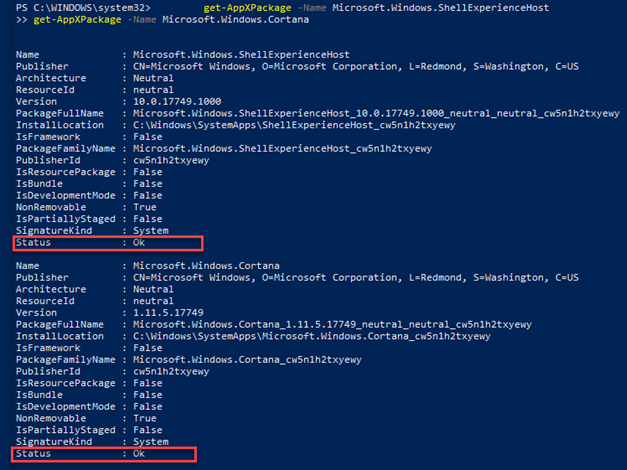 PS C:\WINDOWS\system32> get-AppXPackage -Name Microsoft.Windows.ShellExperienceHost
>> get-AppXPackage -Name Microsoft.Windows.Cortana
Name : Microsoft.Windows.ShellExperienceHost
Publisher : CN=Microsoft Windows, O=Microsoft Corporation, L=Redmond, S=Washington, C=US
Architecture : Neutral
ResourceId : neutral
Version : 10.0.17749.1000
PackageFullName : Microsoft.Windows.ShellExperienceHost_10.0.17749.1000_neutral_neutral_cw5n1h2txyewy
InstallLocation : C:\Windows\SystemApps\ShellExperienceHost_cw5n1h2txyewy
IsFramework : False
PackageFamilyName : Microsoft.Windows.ShellExperienceHost_cw5n1h2txyewy
PublisherId : cw5n1h2txyewy
IsResourcePackage : False
IsBundle : False
IsDevelopmentMode : False
NonRemovable : True
IsPartiallyStaged : False
SignatureKind : System
Status : Ok
Name : Microsoft.Windows.Cortana
Publisher : CN=Microsoft Windows, O=Microsoft Corporation, L=Redmond, S=Washington, C=US
Architecture : Neutral
ResourceId : neutral
Version : 1.11.5.17749
PackageFullName : Microsoft.Windows.Cortana_1.11.5.17749_neutral_neutral_cw5n1h2txyewy
InstallLocation : C:\Windows\SystemApps\Microsoft.Windows.Cortana_cw5n1h2txyewy
IsFramework : False
PackageFamilyName : Microsoft.Windows.Cortana_cw5n1h2txyewy
PublisherId : cw5n1h2txyewy
IsResourcePackage : False
IsBundle : False
IsDevelopmentMode : False
NonRemovable : True
IsPartiallyStaged : False
SignatureKind : System
Status : Ok